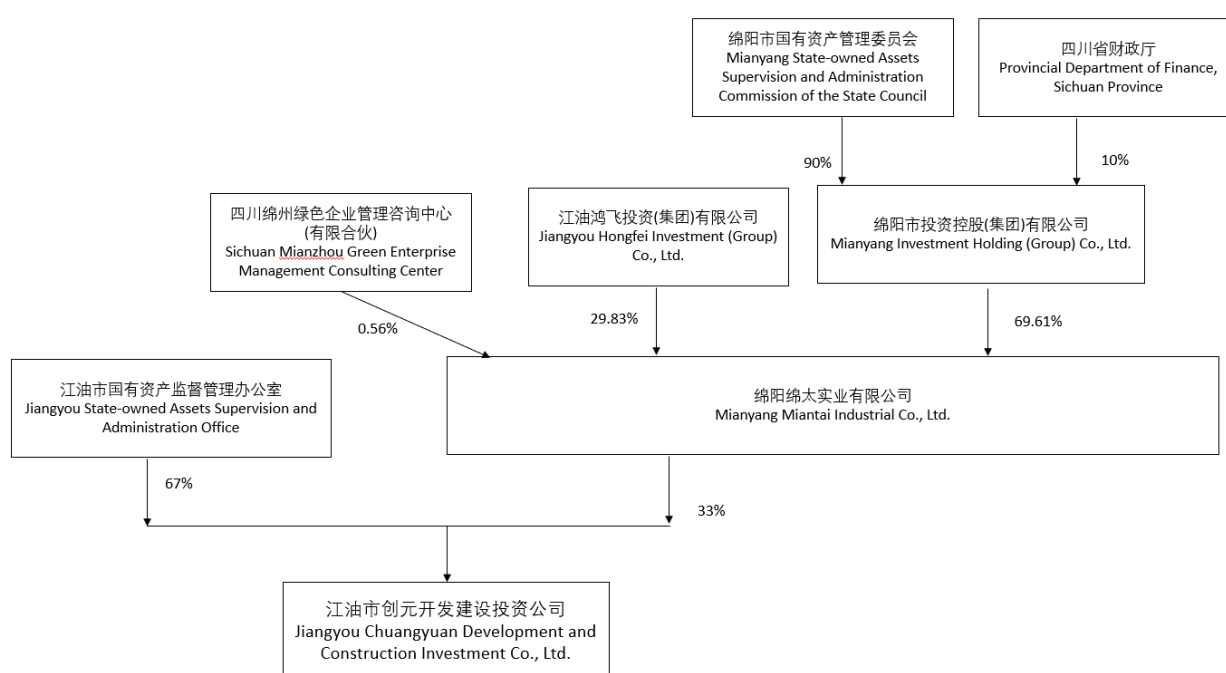 绵阳市国有资产管理委员会
Mianyang State-owned Assets
Supervision and Administration
Commission of the State Council
四川省财政厅
Provincial Department of Finance,
Sichuan Province
90%
10%
四川绵州绿色企业管理咨询中心
(有限合伙)
Sichuan Mianzhou Green Enterprise
Management Consulting Center
江油鸿飞投资(集团)有限公司
Jiangyou Hongfei Investment (Group)
Co., Ltd.
绵阳市投资控股(集团)有限公司
Mianyang Investment Holding (Group) Co., Ltd.
0.56%
29.83%
69.61%
江油市国有资产监督管理办公室
Jiangyou State-owned Assets Supervision and
Administration Office
绵阳绵太实业有限公司
Mianyang Miantai Industrial Co., Ltd.
67%
33%
江油市创元开发建设投资公司
Jiangyou Chuangyuan Development and
Construction Investment Co., Ltd.